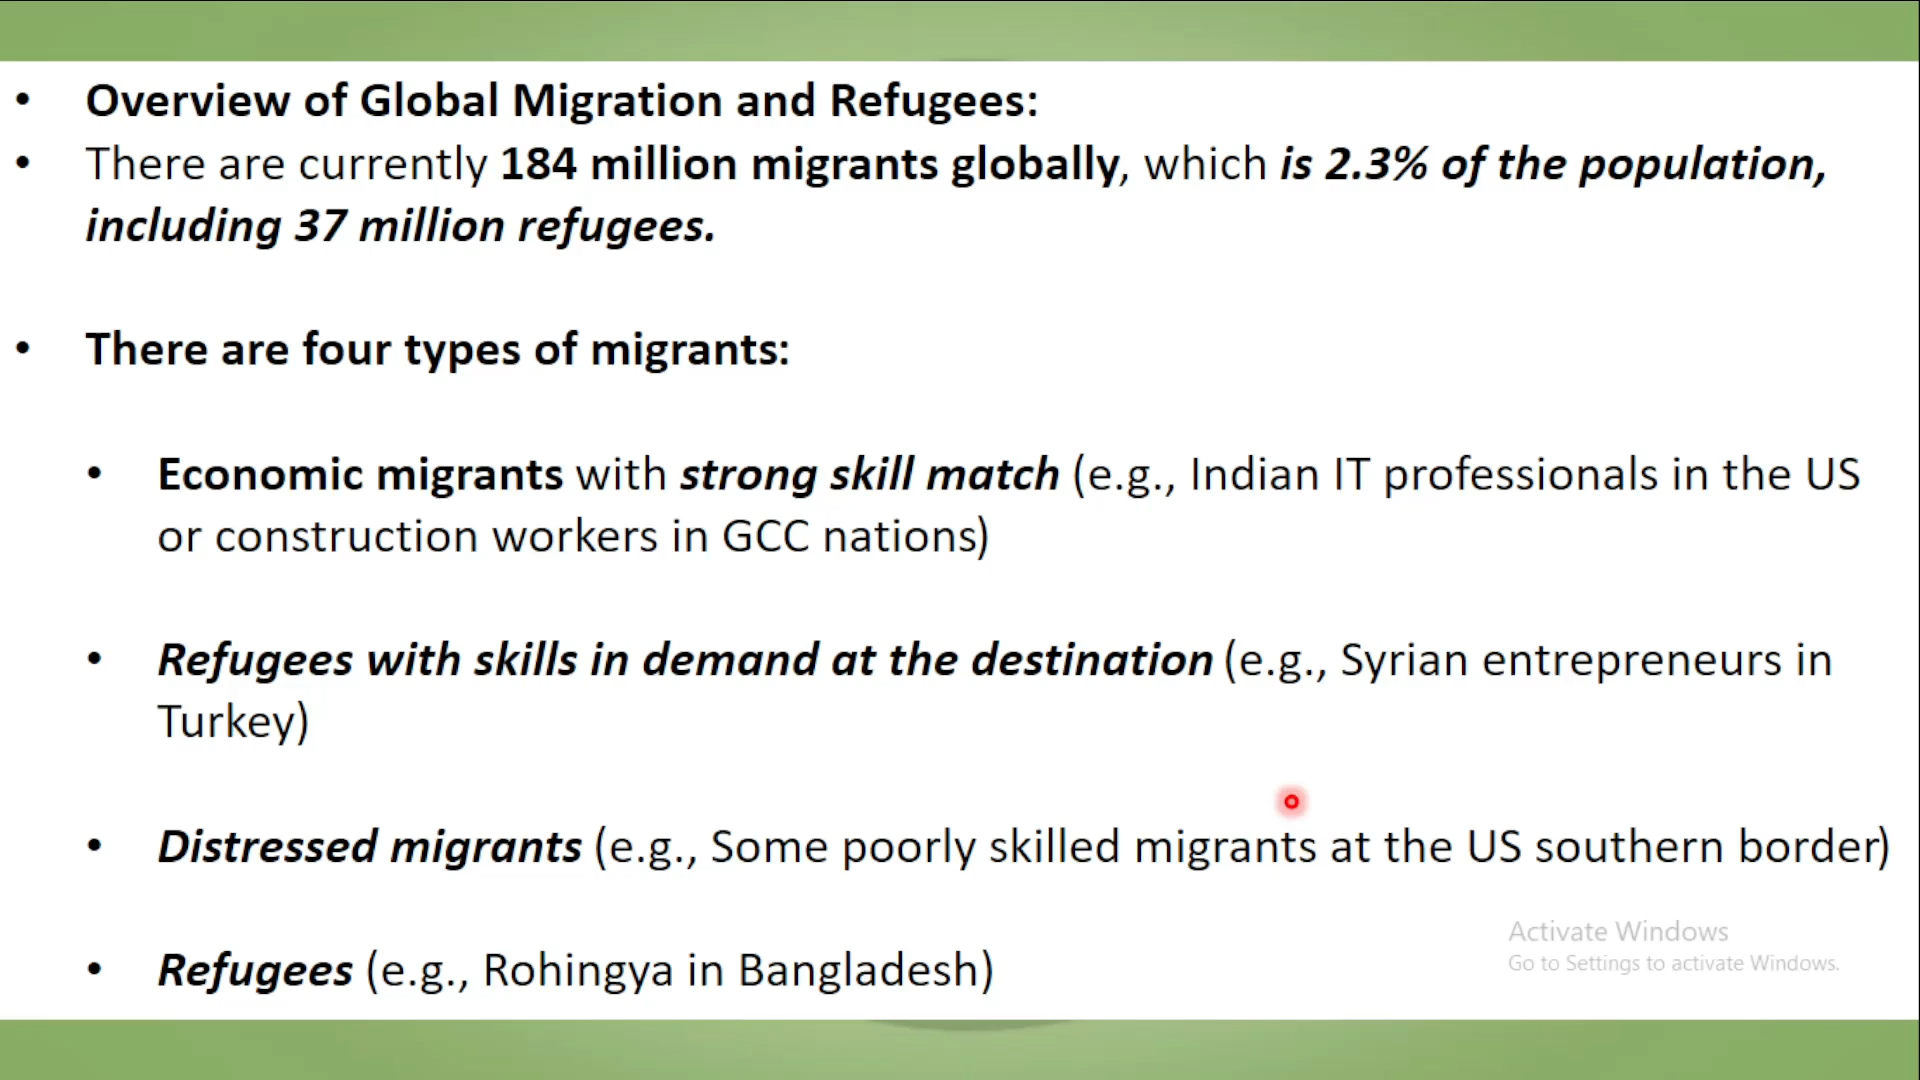 • Overview of Global Migration and Refugees:
• There are currently 184 million migrants globally, which is 2.3% of the population,
including 37 million refugees.
• There are four types of migrants:
• Economic migrants with strong skill match (e.g., Indian IT professionals in the US
or construction workers in GCC nations)
• Refugees with skills in demand at the destination (e.g., Syrian entrepreneurs in
Turkey)
• Distressed migrants (e.g., Some poorly skilled migrants at the US southern border)
Activate Windows
Go to Settings to activate Windows.
• Refugees (e.g., Rohingya in Bangladesh)